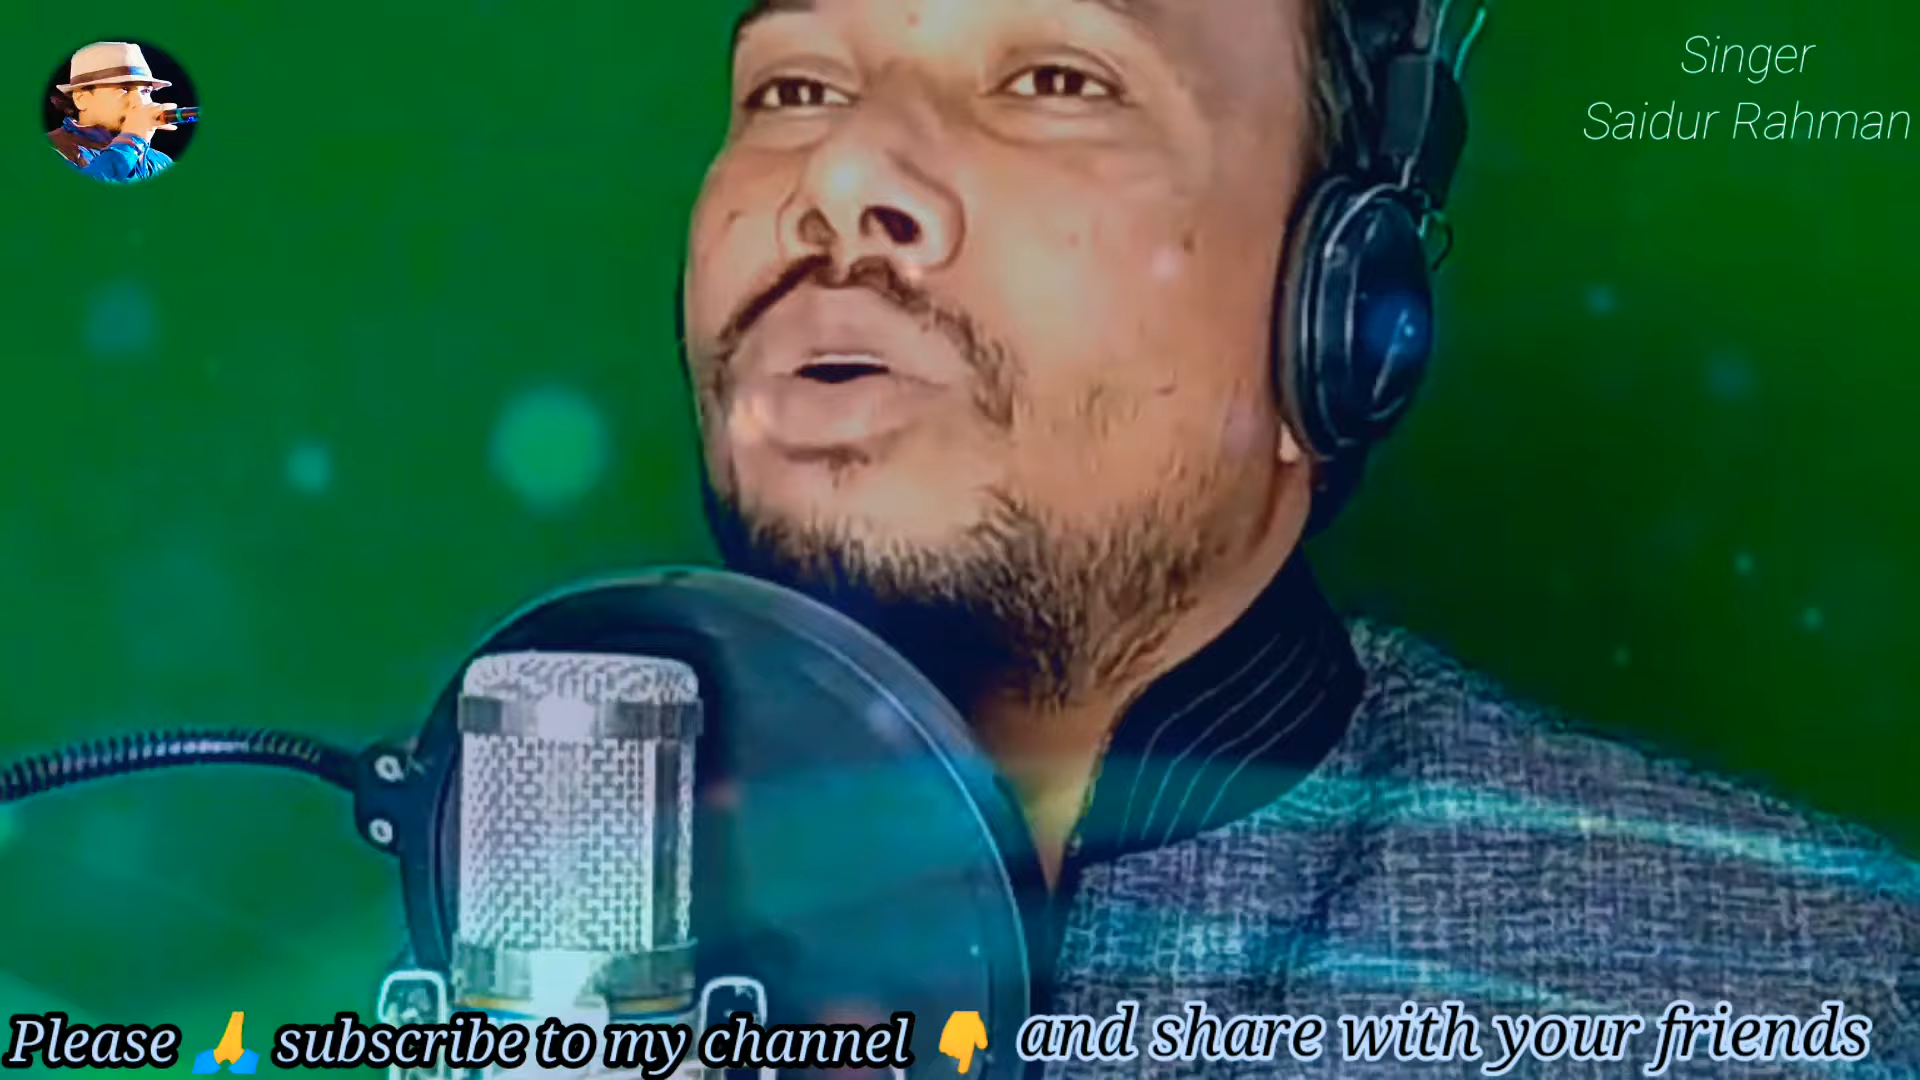 Singer
Saidur Rahman
Please 🙏 subscribe to my channel 👇 and share with your friends